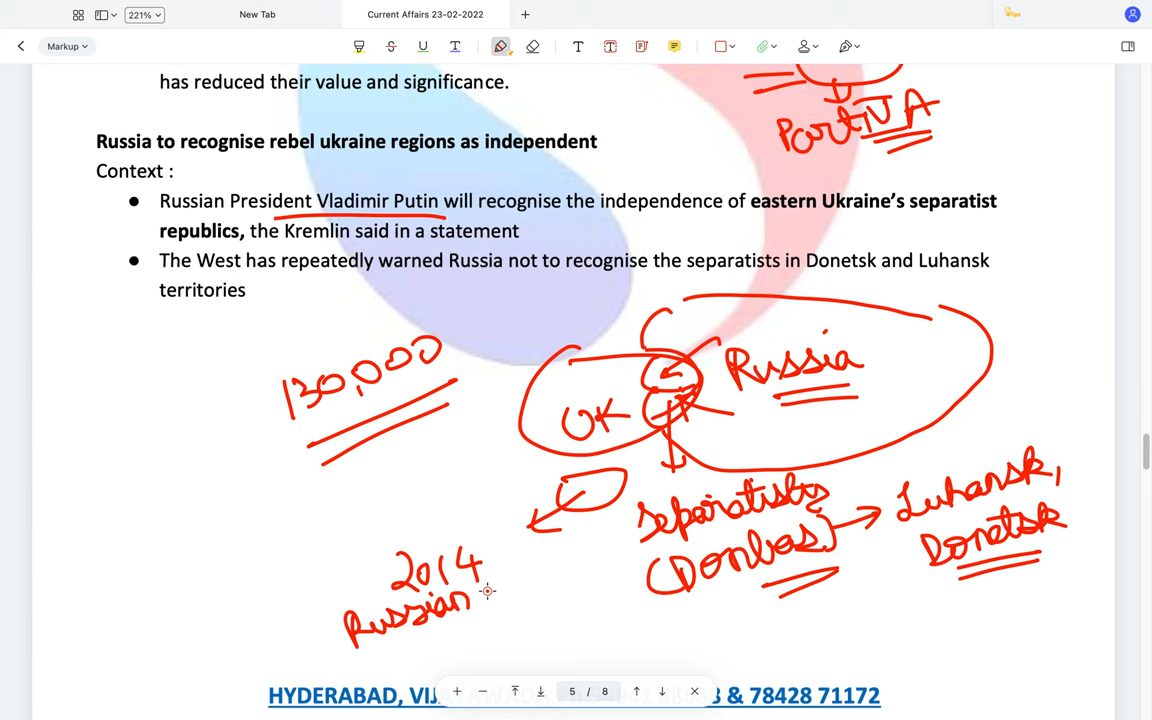 221%
New Tab
Current Affairs 23-02-2022
Markup
has reduced their value and significance.
Part IV A
Russia to recognise rebel ukraine regions as independent
Context :
● Russian President Vladimir Putin will recognise the independence of eastern Ukraine's separatist
republics, the Kremlin said in a statement
● The West has repeatedly warned Russia not to recognise the separatists in Donetsk and Luhansk
territories
130,000
Russia
UK
Separatists
(Donbas)
Luhansk,
Donetsk
2014
Russian
5 / 8
HYDERABAD, & 78428 71172